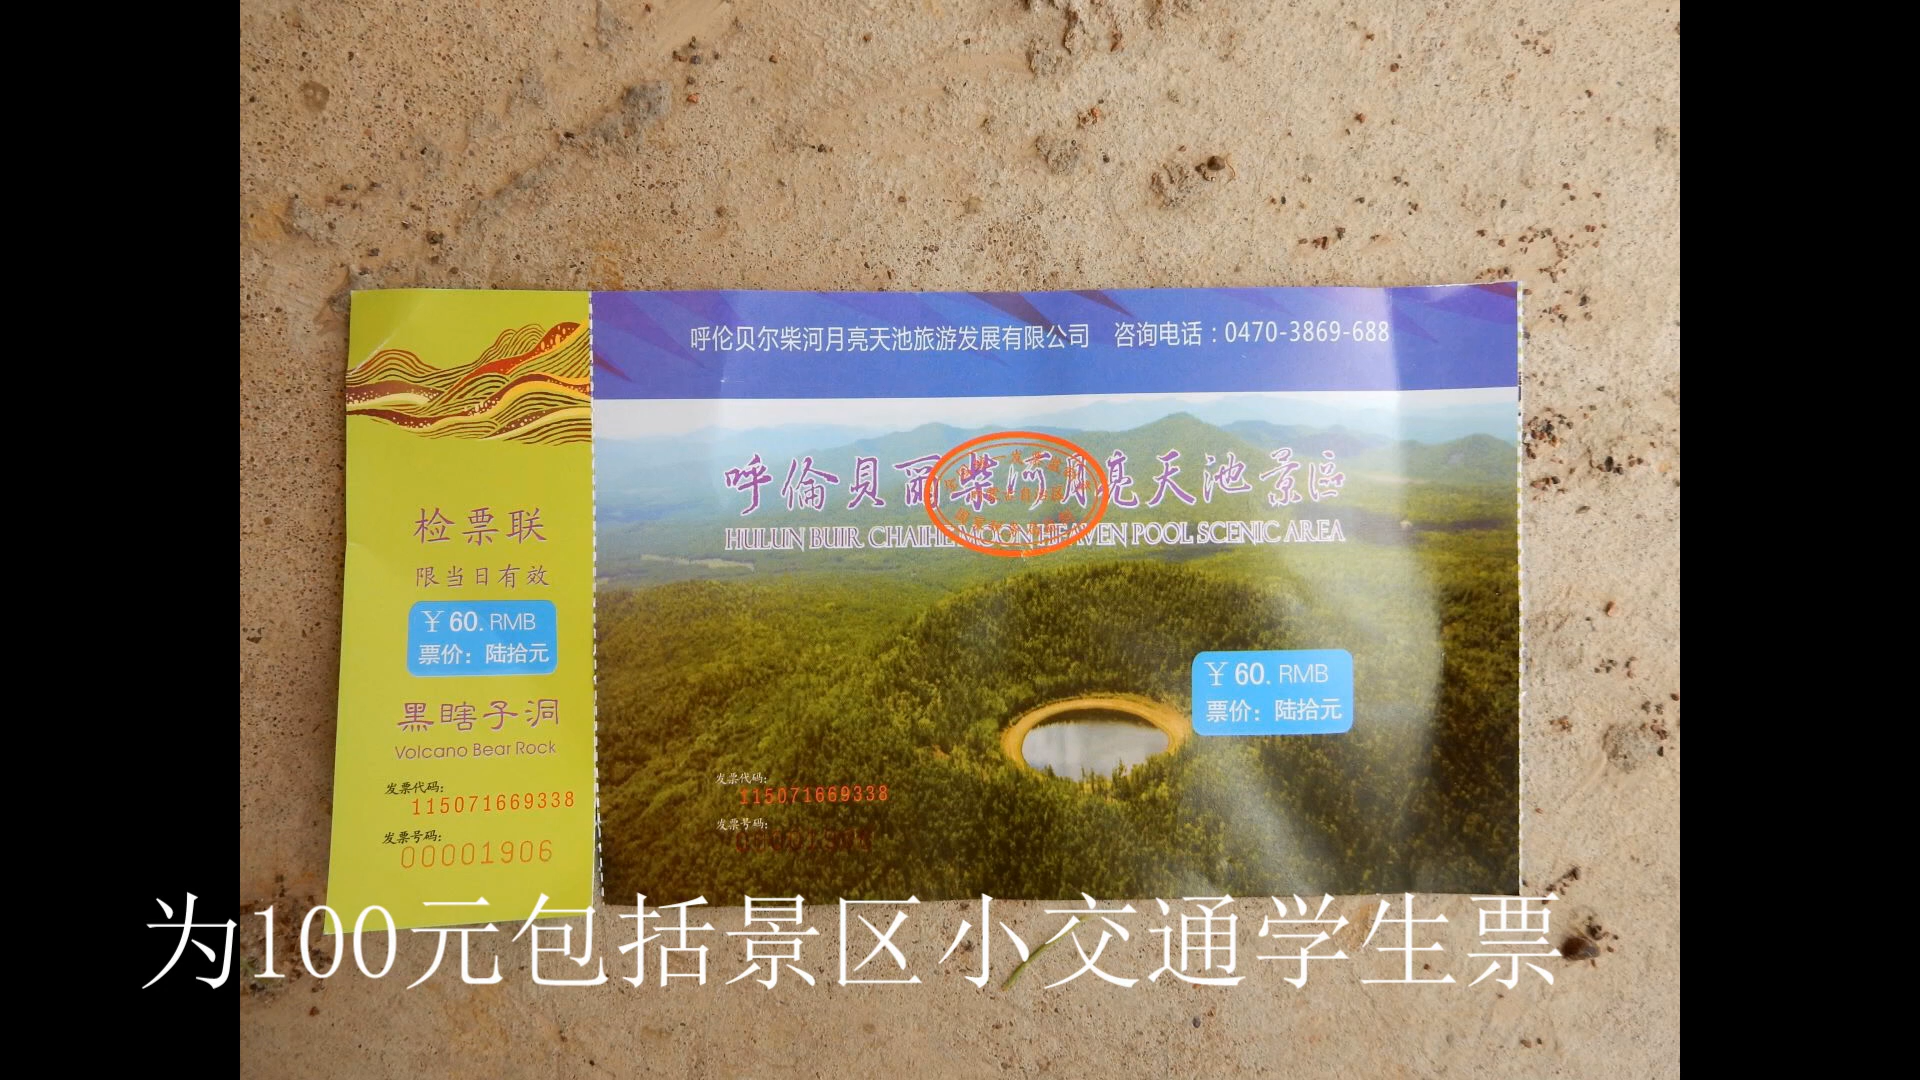 呼伦贝尔柴河月亮天池旅游发展有限公司 咨询电话：0470-3869-688
呼倫貝爾柴河月亮天池景區
HULUN BUIR CHAIHE MOON HEAVEN POOL SCENIC AREA
检票联
限当日有效
¥ 60. RMB
票价：陆拾元
黑瞎子洞
Volcano Bear Rock
发票代码：
115071669338
发票号码：
00001906
¥ 60. RMB
票价：陆拾元
发票代码：
115071669338
发票号码：
00001906
为100元包括景区小交通学生票